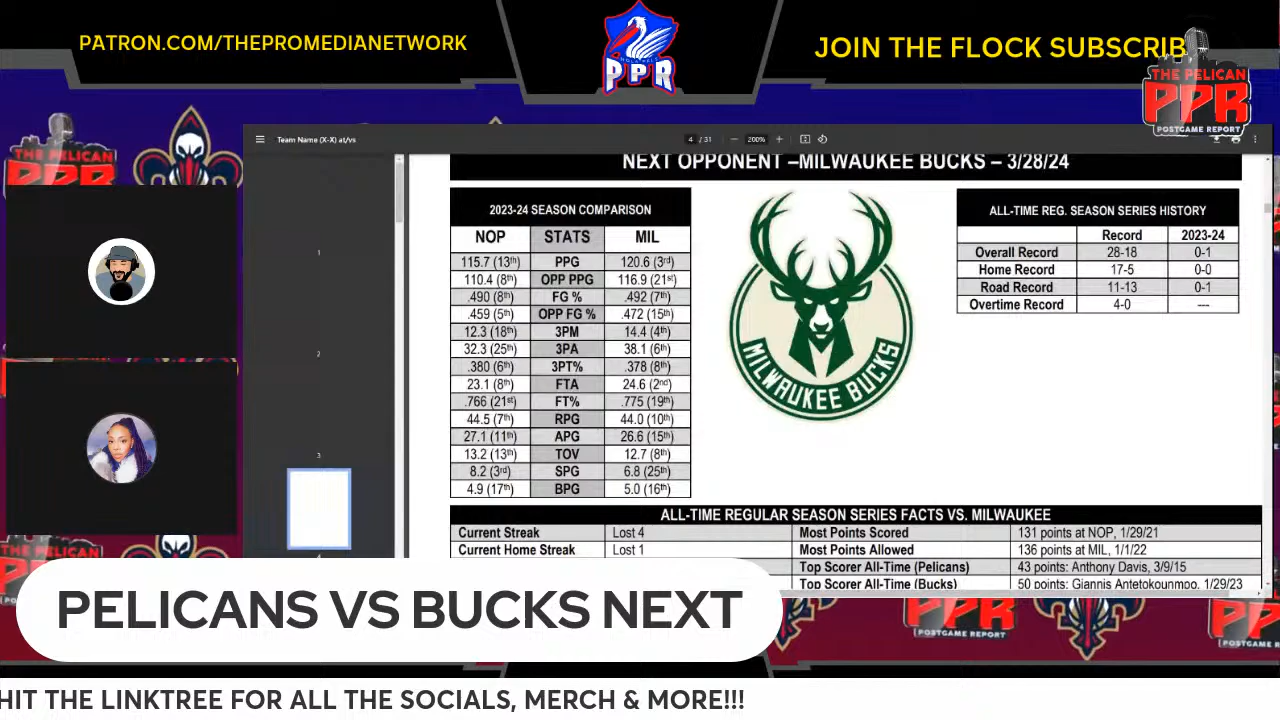 PATRON.COM/THEPROMEDIANETWORK
PPR
JOIN THE FLOCK SUBSCRIB
THE PELICAN
PPR
POSTGAME REPORT
THE PELICAN
Team Name (X-X) at/vs
4 / 31
200%
1
2
3
NEXT OPPONENT –MILWAUKEE BUCKS – 3/28/24
2023-24 SEASON COMPARISON
NOP STATS MIL
115.7 (13th) PPG 120.6 (3rd)
110.4 (8th) OPP PPG 116.9 (21st)
.490 (8th) FG % .492 (7th)
.459 (5th) OPP FG % .472 (15th)
12.3 (18th) 3PM 14.4 (4th)
32.3 (25th) 3PA 38.1 (6th)
.380 (6th) 3PT% .378 (8th)
23.1 (8th) FTA 24.6 (2nd)
.766 (21st) FT% .775 (19th)
44.5 (7th) RPG 44.0 (10th)
27.1 (11th) APG 26.6 (15th)
13.2 (13th) TOV 12.7 (8th)
8.2 (3rd) SPG 6.8 (25th)
4.9 (17th) BPG 5.0 (16th)
MILWAUKEE BUCKS
ALL-TIME REG. SEASON SERIES HISTORY
Record 2023-24
Overall Record 28-18 0-1
Home Record 17-5 0-0
Road Record 11-13 0-1
Overtime Record 4-0 ---
ALL-TIME REGULAR SEASON SERIES FACTS VS. MILWAUKEE
Current Streak Lost 4 Most Points Scored 131 points at NOP, 1/29/21
Current Home Streak Lost 1 Most Points Allowed 136 points at MIL, 1/1/22
Top Scorer All-Time (Pelicans) 43 points: Anthony Davis, 3/9/15
Top Scorer All-Time (Bucks) 50 points: Giannis Antetokounmpo, 1/29/23
PELICANS VS BUCKS NEXT
PPR
POSTGAME REPORT
PPR
POSTGAME REPORT
HIT THE LINKTREE FOR ALL THE SOCIALS, MERCH & MORE!!!